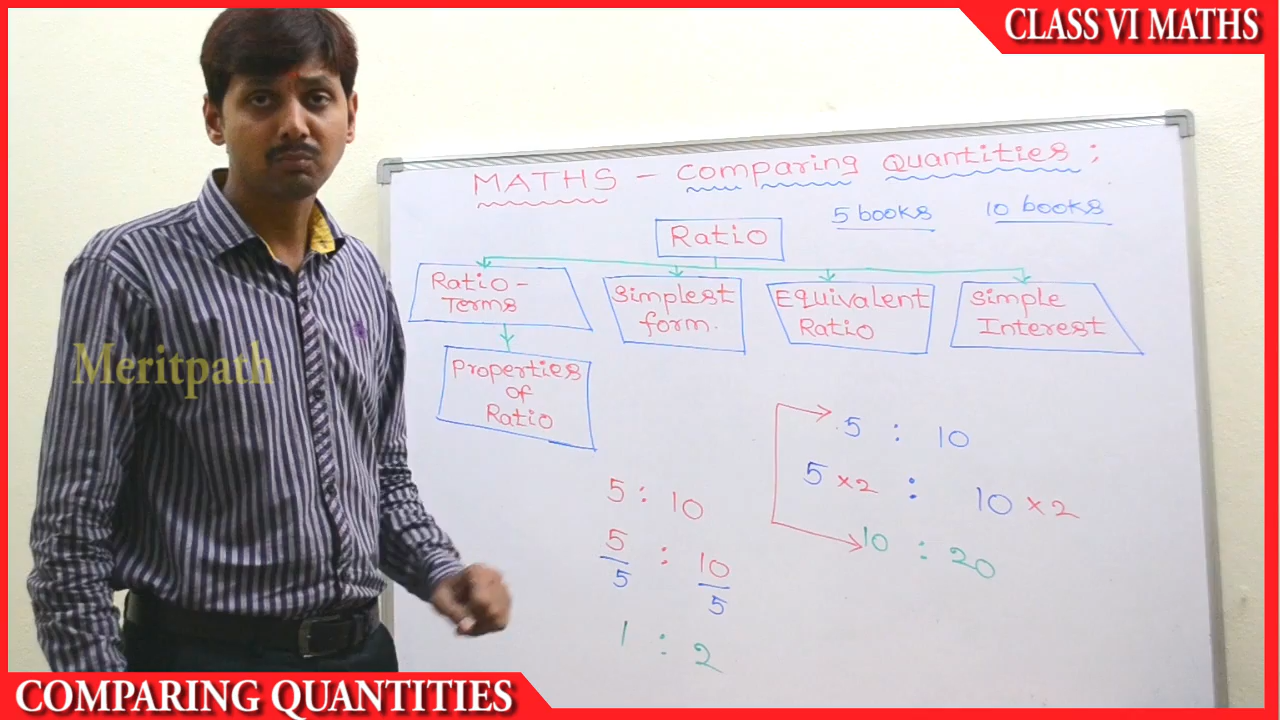 CLASS VI MATHS
MATHS - Comparing Quantities :
5 books 10 books
Ratio
Ratio -
Terms
Simplest
form.
Equivalent
Ratio
Simple
Interest
Properties
of
Ratio
Meritpath
5 : 10
5/5 : 10/5
1 : 2
5 : 10
5 ×2 : 10 ×2
10 : 20
COMPARING QUANTITIES